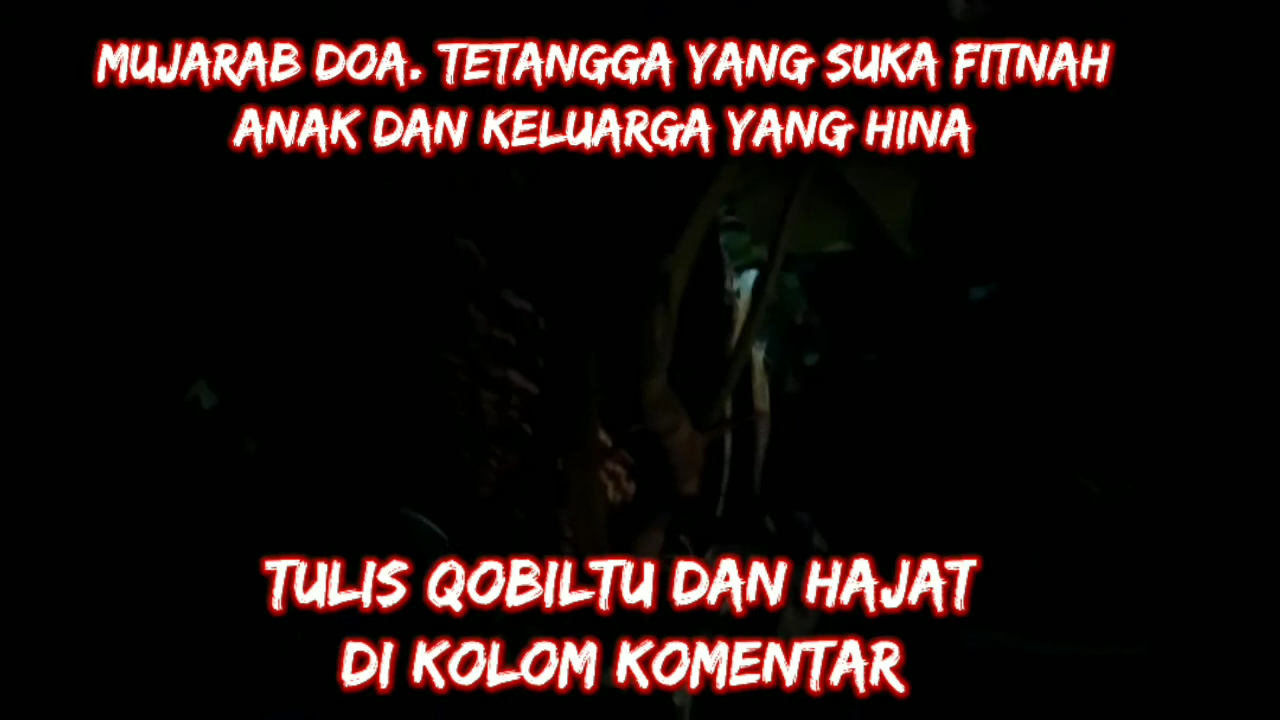 MUJARAB DOA. TETANGGA YANG SUKA FITNAH
ANAK DAN KELUARGA YANG HINA
TULIS QOBILTU DAN HAJAT
DI KOLOM KOMENTAR